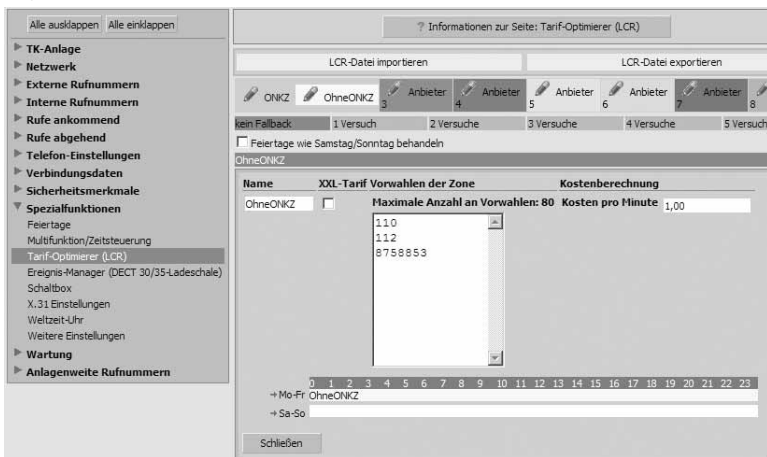 Alle ausklappen Alle einklappen
TK-Anlage
Netzwerk
Externe Rufnummern
Interne Rufnummern
Rufe ankommend
Rufe abgehend
Telefon-Einstellungen
Verbindungsdaten
Sicherheitsmerkmale
Spezialfunktionen
Feiertage
Multifunktion/Zeitsteuerung
Tarif-Optimierer (LCR)
Ereignis-Manager (DECT 30/35-Ladeschale)
Schaltbox
X.31 Einstellungen
Weltzeit-Uhr
Weitere Einstellungen
Wartung
Anlagenweite Rufnummern
? Informationen zur Seite: Tarif-Optimierer (LCR)
LCR-Datei importieren LCR-Datei exportieren
ONKZ OhneONKZ Anbieter 3 Anbieter 4 Anbieter 5 Anbieter 6 Anbieter 7 8
kein Fallback 1 Versuch 2 Versuche 3 Versuche 4 Versuche 5 Versuch
Feiertage wie Samstag/Sonntag behandeln
OhneONKZ
Name XXL-Tarif Vorwahlen der Zone Kostenberechnung
OhneONKZ Maximale Anzahl an Vorwahlen: 80 Kosten pro Minute 1,00
110
112
8758853
0 1 2 3 4 5 6 7 8 9 10 11 12 13 14 15 16 17 18 19 20 21 22 23
→ Mo-Fr OhneONKZ
→ Sa-So
Schließen